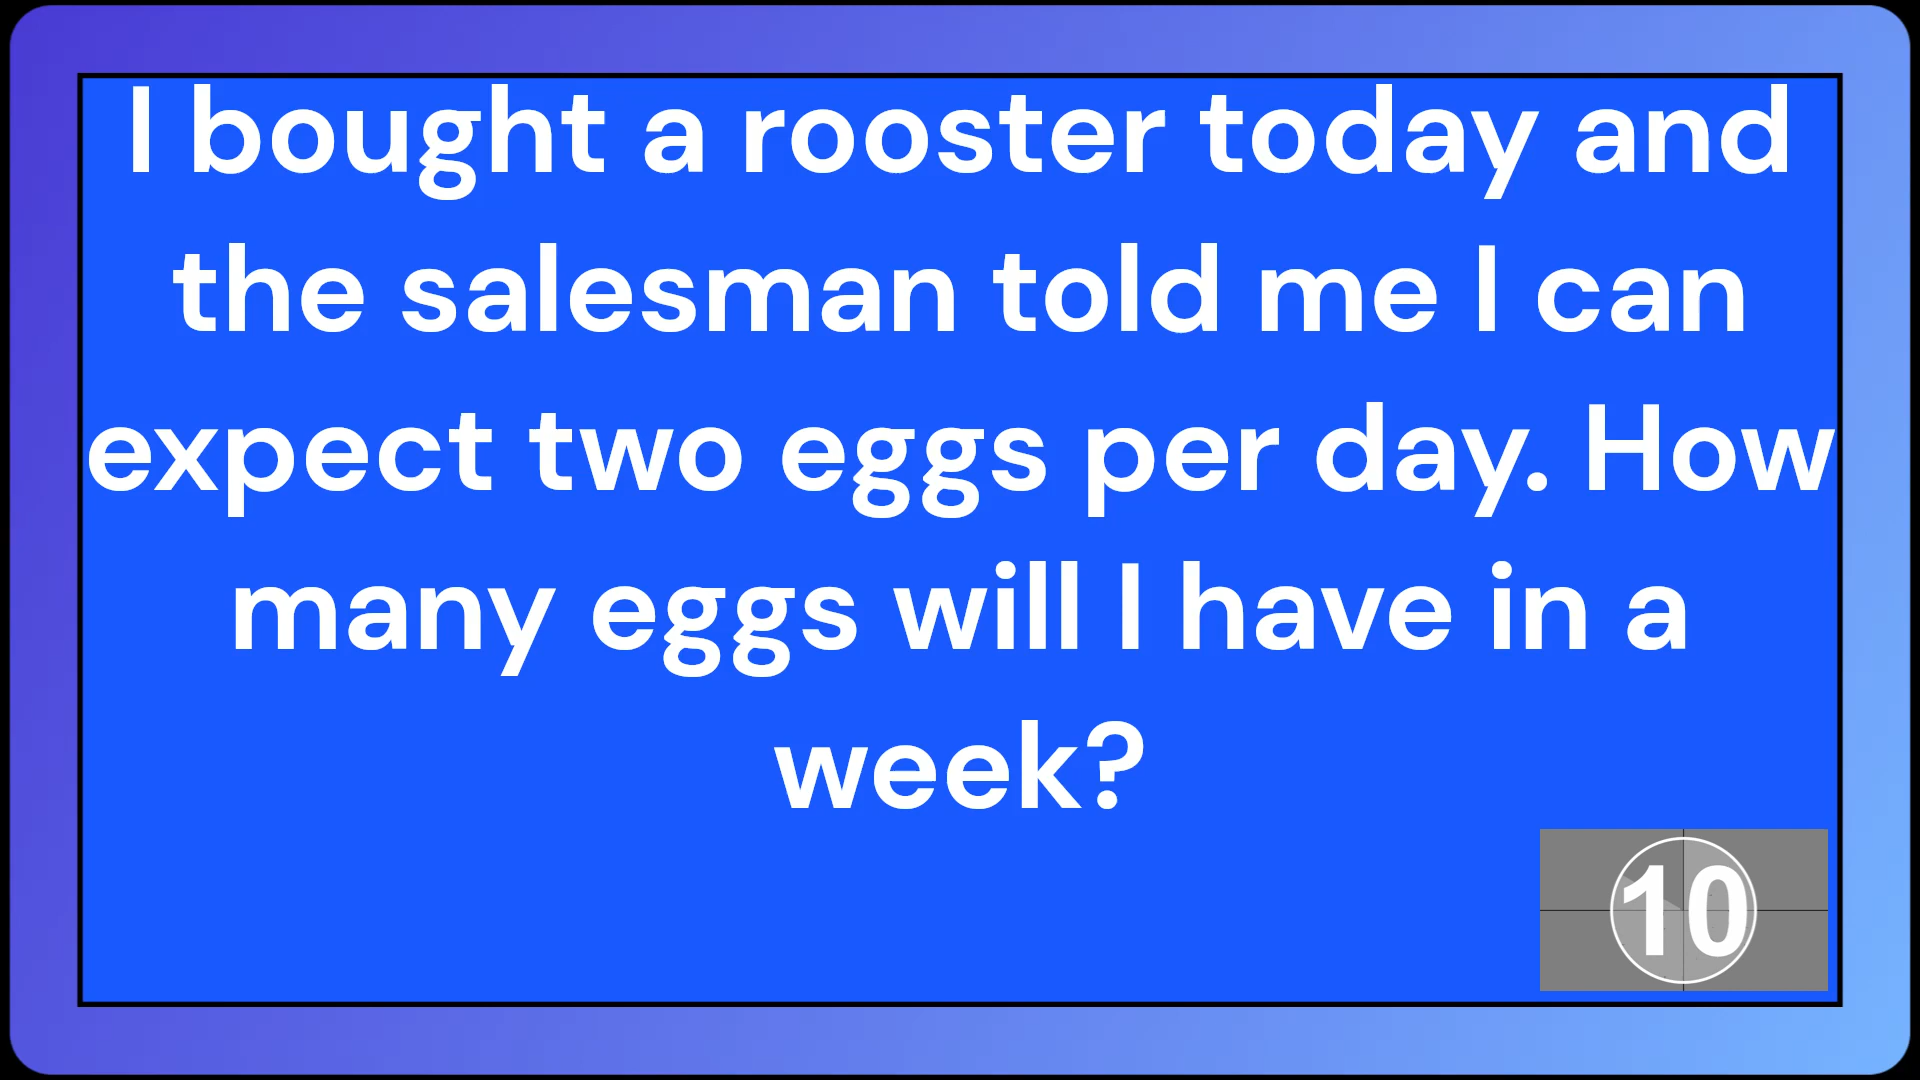 I bought a rooster today and
the salesman told me I can
expect two eggs per day. How
many eggs will I have in a
week?
10